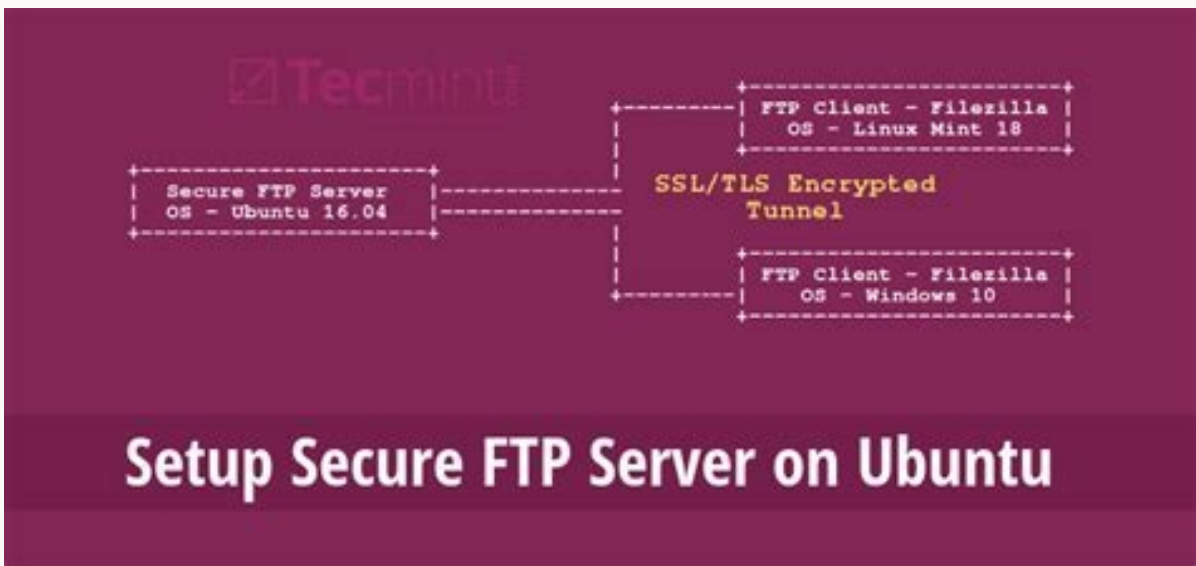 Tecmint
FTP Client - Filezilla
OS - Linux Mint 18
Secure FTP Server
OS - Ubuntu 16.04
SSL/TLS Encrypted
Tunnel
FTP Client - Filezilla
OS - Windows 10
Setup Secure FTP Server on Ubuntu